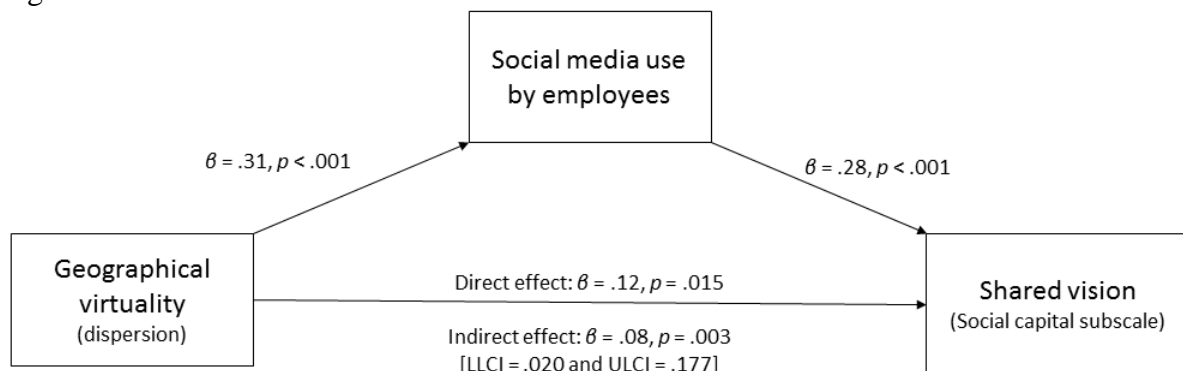 Social media use
by employees
β = .31, p < .001
β = .28, p < .001
Geographical
virtuality
(dispersion)
Direct effect: β = .12, p = .015
Indirect effect: β = .08, p = .003
[LLCI = .020 and ULCI = .177]
Shared vision
(Social capital subscale)